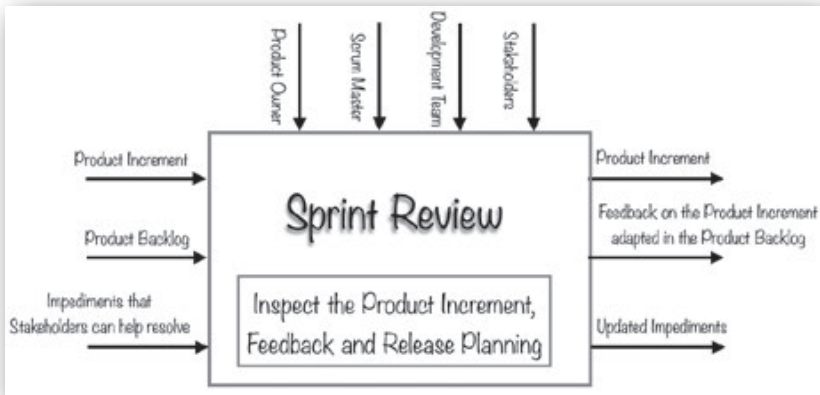 Product Owner
Scrum Master
Development Team
Stakeholders
Product Increment
Product Backlog
Impediments that
Stakeholders can help resolve
Sprint Review
Inspect the Product Increment,
Feedback and Release Planning
Product Increment
Feedback on the Product Increment
adapted in the Product Backlog
Updated Impediments